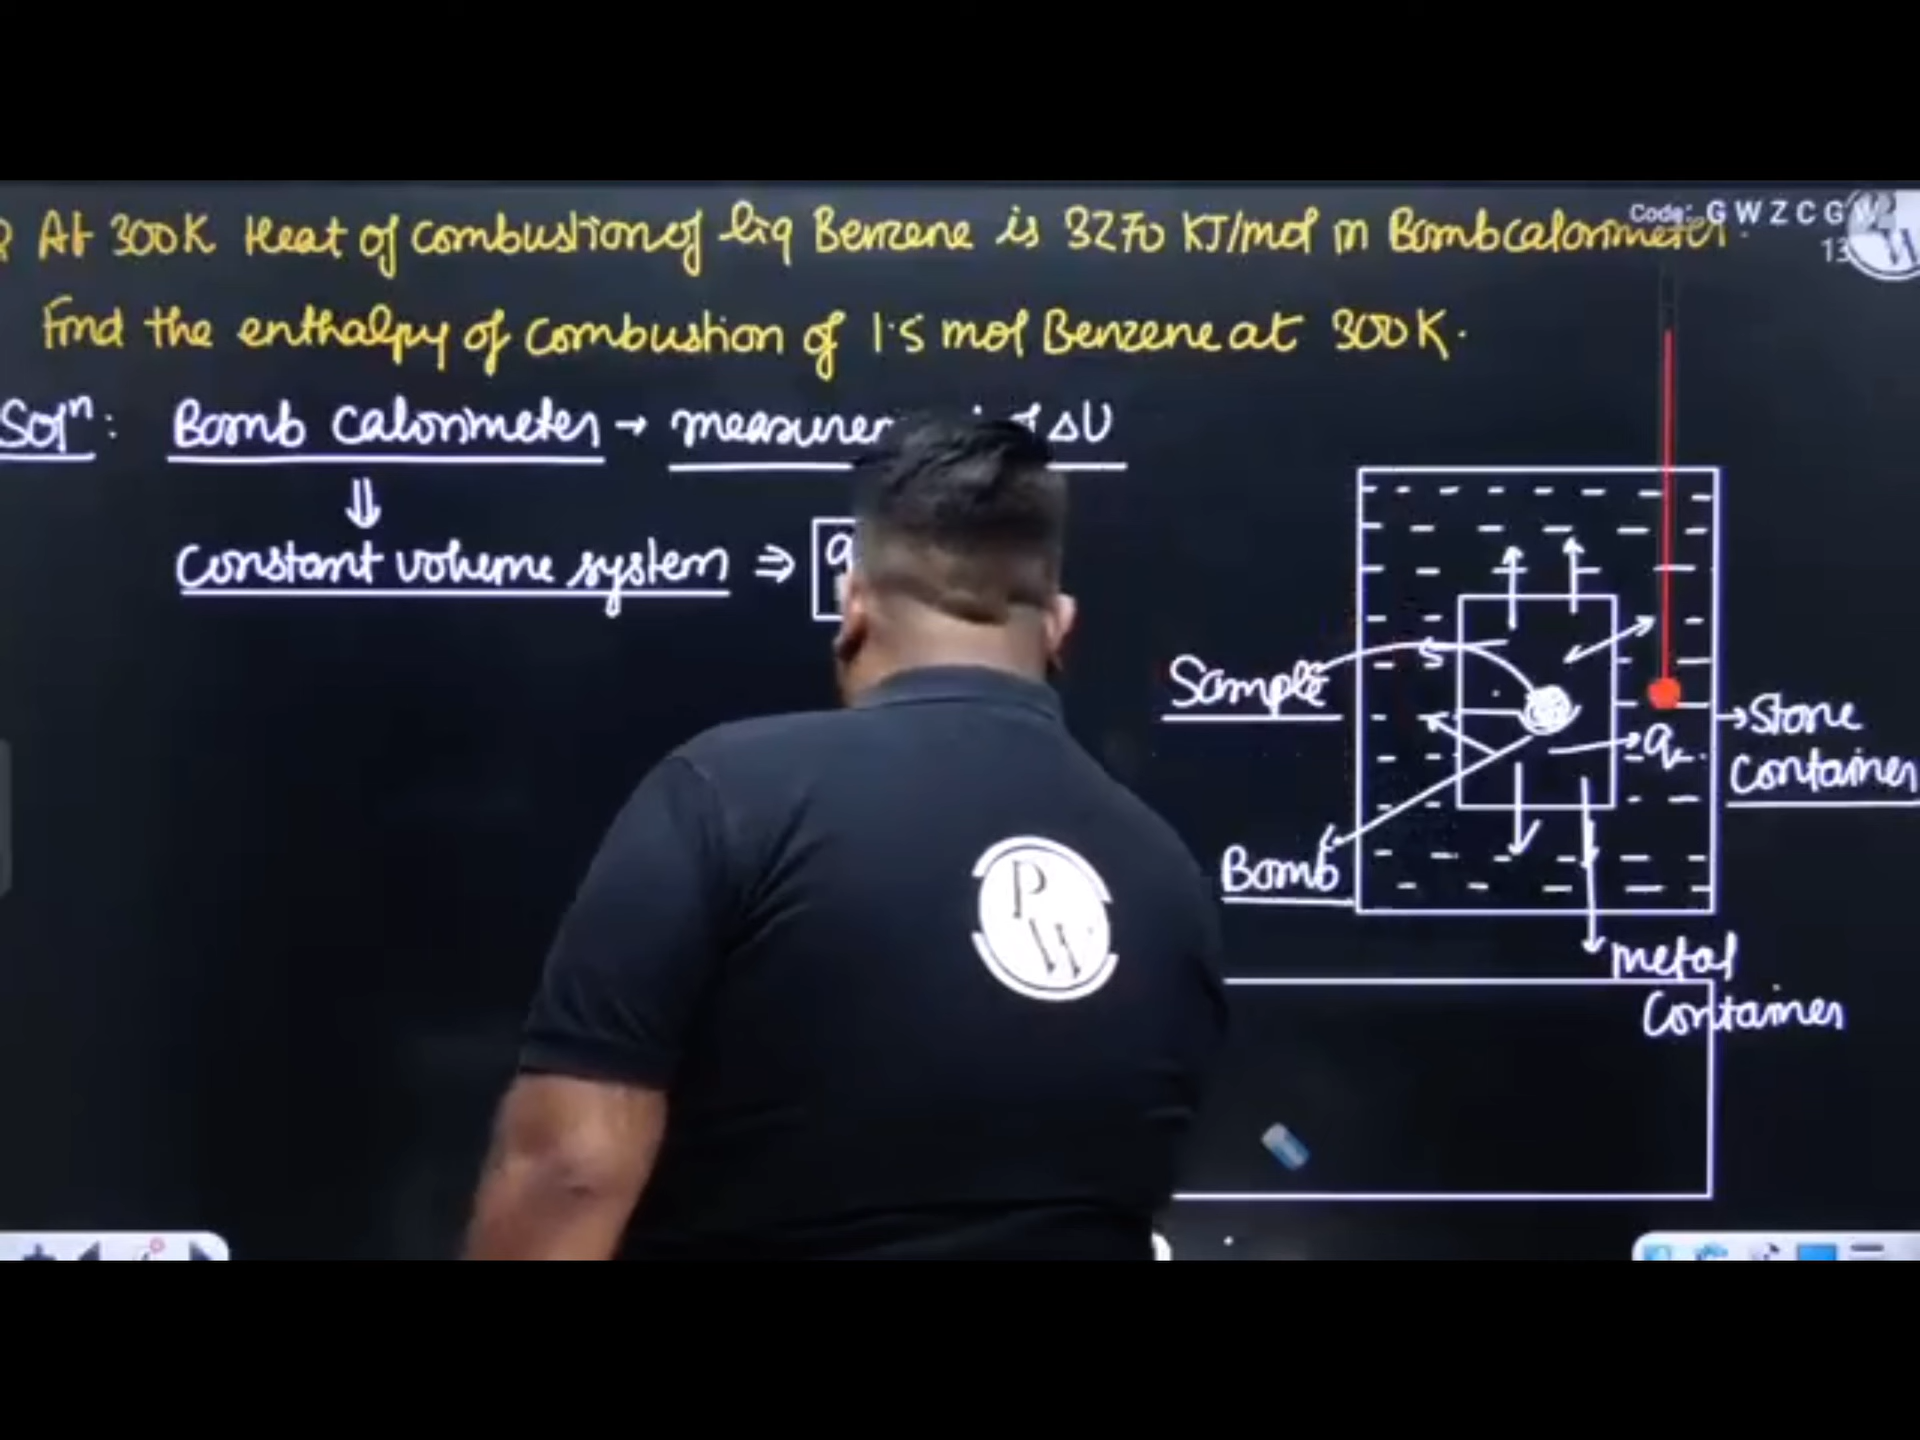 At 300K Heat of combustion of liq Benzene is 3270 KJ/mol in Bombcalorimeter.
Code: G W Z C G W
13
Find the enthalpy of combustion of 1.5 mol Benzene at 300K.
Solⁿ: Bomb calorimeter → ΔU
⇓
Constant volume system ⇒ q
Sample
Stone
Container
q
Bomb
metal
Container
P
W